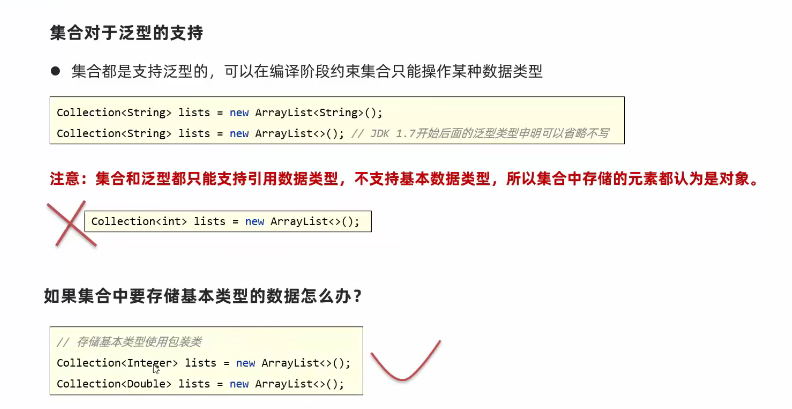 集合对于泛型的支持
● 集合都是支持泛型的，可以在编译阶段约束集合只能操作某种数据类型
Collection<String> lists = new ArrayList<String>();
Collection<String> lists = new ArrayList<>(); // JDK 1.7开始后面的泛型类型申明可以省略不写
注意：集合和泛型都只能支持引用数据类型，不支持基本数据类型，所以集合中存储的元素都认为是对象。
Collection<int> lists = new ArrayList<>();
如果集合中要存储基本类型的数据怎么办？
// 存储基本类型使用包装类
Collection<Integer> lists = new ArrayList<>();
Collection<Double> lists = new ArrayList<>();